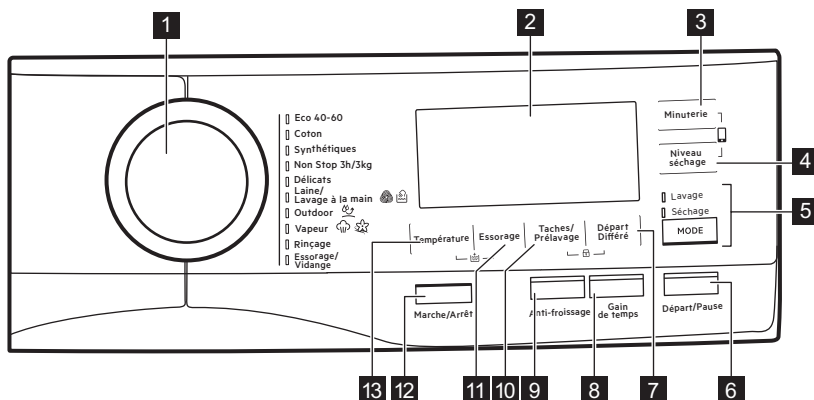 1
2
3
Eco 40-60
Coton
Synthétiques
Non Stop 3h/3kg
Délicats
Laine/
Lavage à la main
Outdoor
Vapeur
Rinçage
Essorage/
Vidange
Minuterie
Niveau
séchage
4
Lavage
Séchage
MODE
5
13
Température
Essorage
Taches/
Prélavage
Départ
Différé
Marche/Arrêt
Anti-froissage
Gain
de temps
Départ/Pause
12
11
10
9
8
7
6